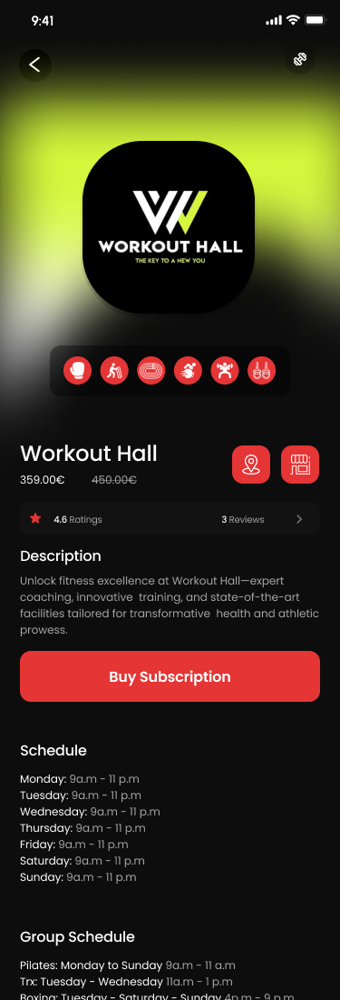 9:41
WORKOUT HALL
THE KEY TO A NEW YOU
Workout Hall
359.00€ 450.00€
4.6 Ratings 3 Reviews
Description
Unlock fitness excellence at Workout Hall—expert
coaching, innovative training, and state-of-the-art
facilities tailored for transformative health and athletic
prowess.
Buy Subscription
Schedule
Monday: 9a.m - 11 p.m
Tuesday: 9a.m - 11 p.m
Wednesday: 9a.m - 11 p.m
Thursday: 9a.m - 11 p.m
Friday: 9a.m - 11 p.m
Saturday: 9a.m - 11 p.m
Sunday: 9a.m - 11 p.m
Group Schedule
Pilates: Monday to Sunday 9a.m - 11 a.m
Trx: Tuesday - Wednesday 11a.m - 1 p.m
Boxing: Tuesday - Saturday - Sunday 4p.m - 9 p.m